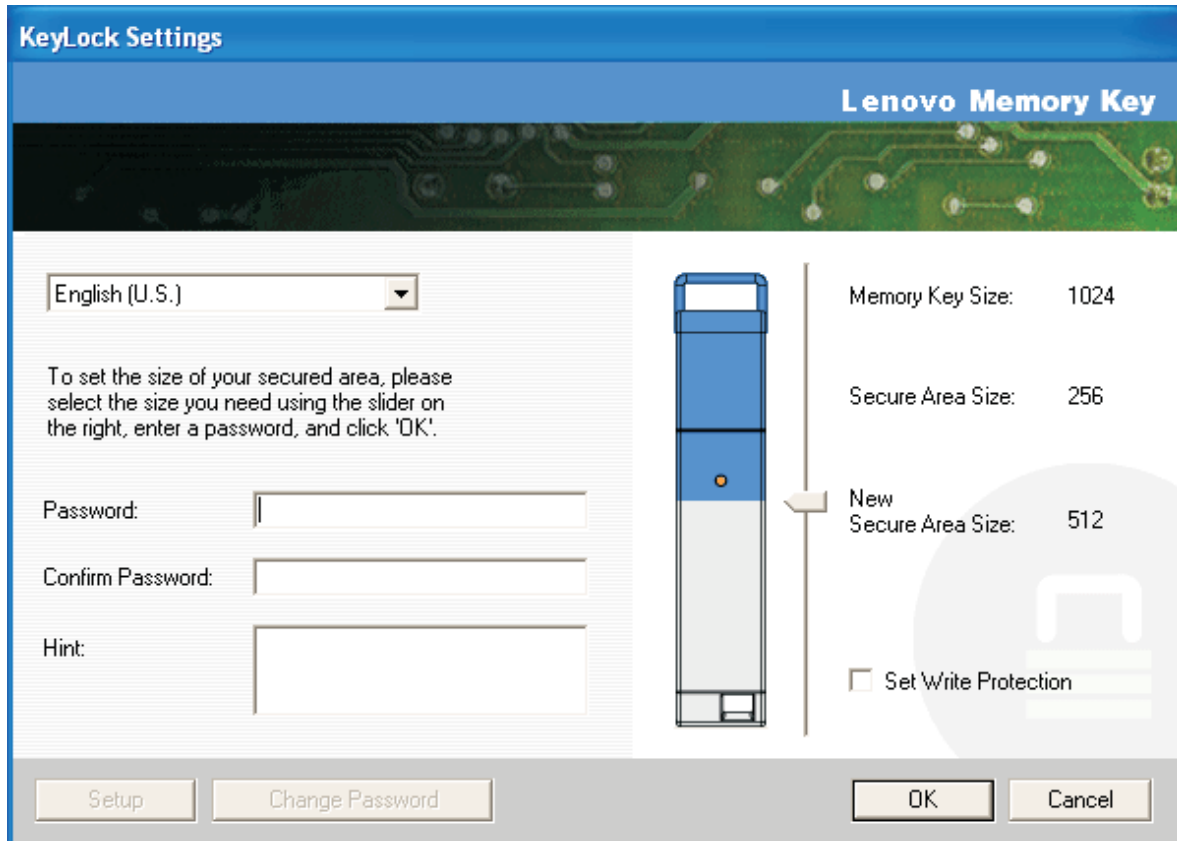 KeyLock Settings
Lenovo Memory Key
English (U.S.)
To set the size of your secured area, please
select the size you need using the slider on
the right, enter a password, and click 'OK'.
Password:
Confirm Password:
Hint:
Memory Key Size: 1024
Secure Area Size: 256
New
Secure Area Size: 512
Set Write Protection
Setup
Change Password
OK
Cancel